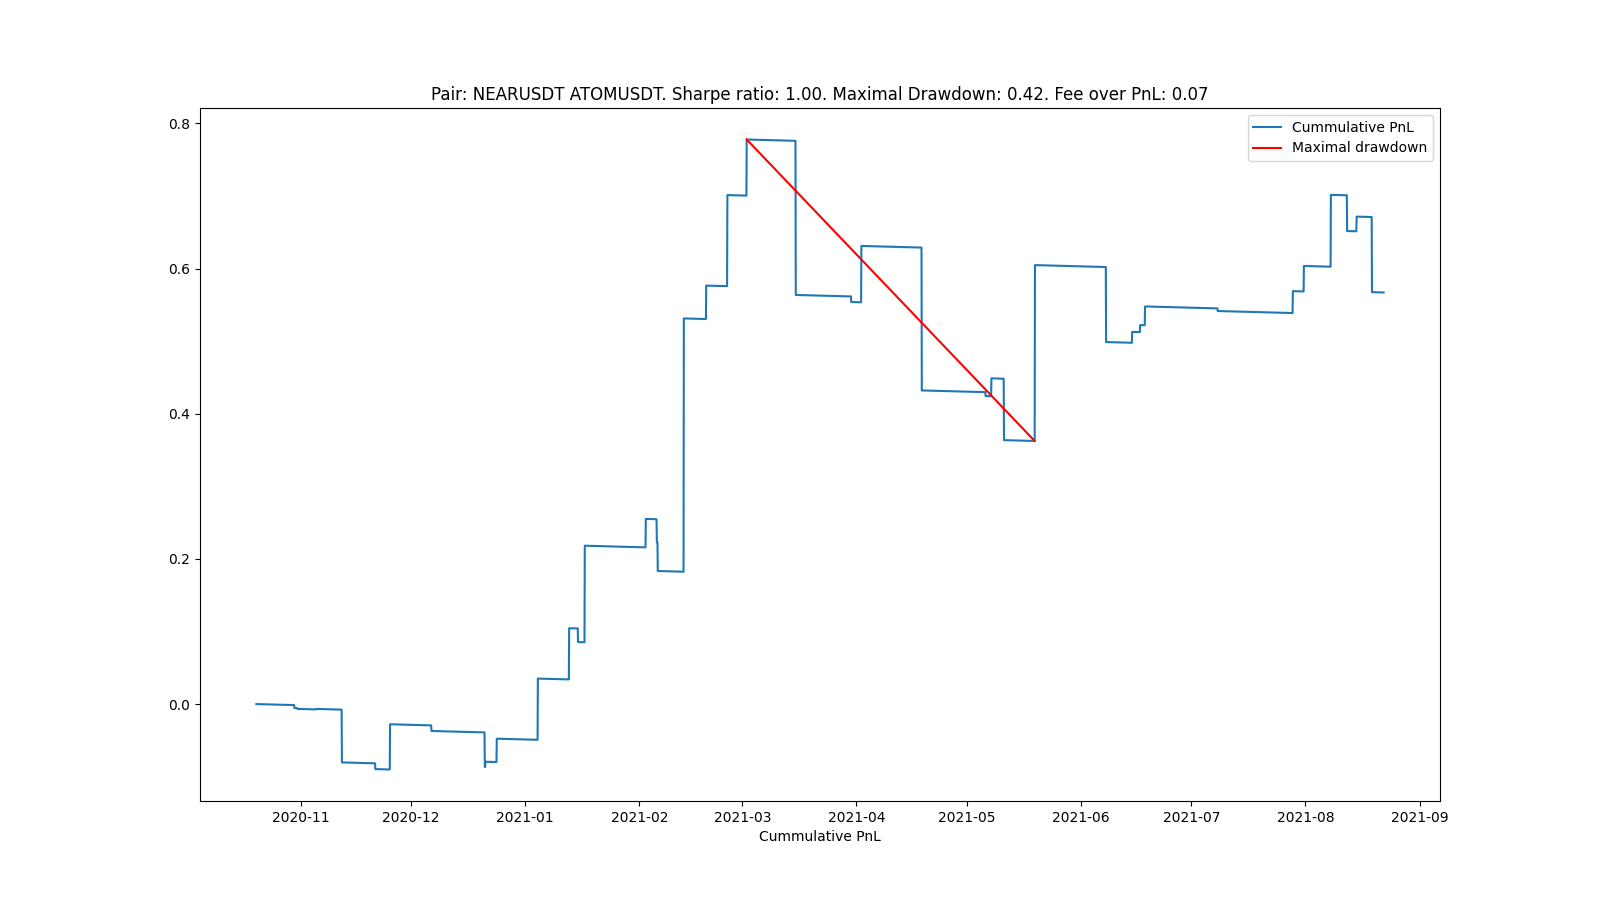 Pair: NEARUSDT ATOMUSDT. Sharpe ratio: 1.00. Maximal Drawdown: 0.42. Fee over PnL: 0.07
Cummulative PnL
Maximal drawdown
0.8
0.6
0.4
0.2
0.0
2020-11 2020-12 2021-01 2021-02 2021-03 2021-04 2021-05 2021-06 2021-07 2021-08 2021-09
Cummulative PnL